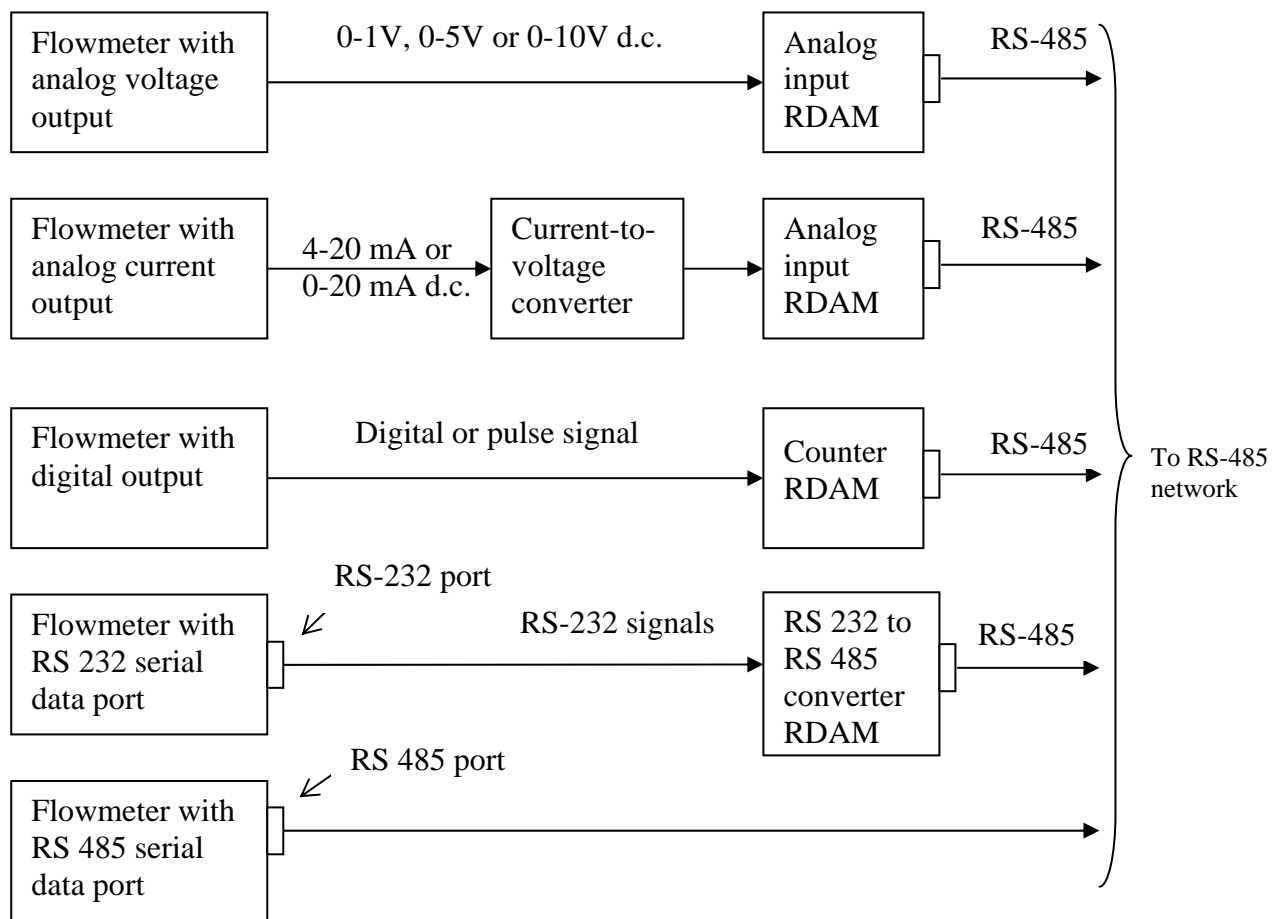 Flowmeter with
analog voltage
output
0-1V, 0-5V or 0-10V d.c.
Analog
input
RDAM
RS-485
Flowmeter with
analog current
output
4-20 mA or
0-20 mA d.c.
Current-to-
voltage
converter
Analog
input
RDAM
RS-485
Flowmeter with
digital output
Digital or pulse signal
Counter
RDAM
RS-485
To RS-485
network
Flowmeter with
RS 232 serial
data port
RS-232 port
RS-232 signals
RS 232 to
RS 485
converter
RDAM
RS-485
Flowmeter with
RS 485 serial
data port
RS 485 port